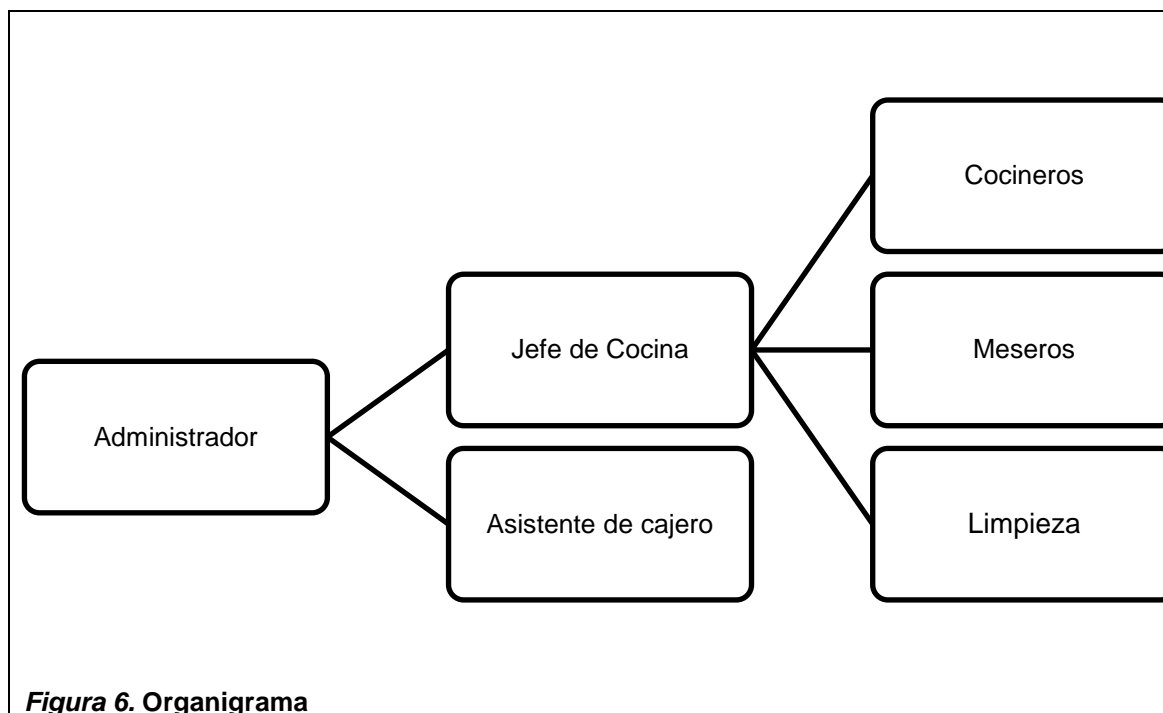 Cocineros
Jefe de Cocina
Meseros
Administrador
Asistente de cajero
Limpieza
Figura 6. Organigrama